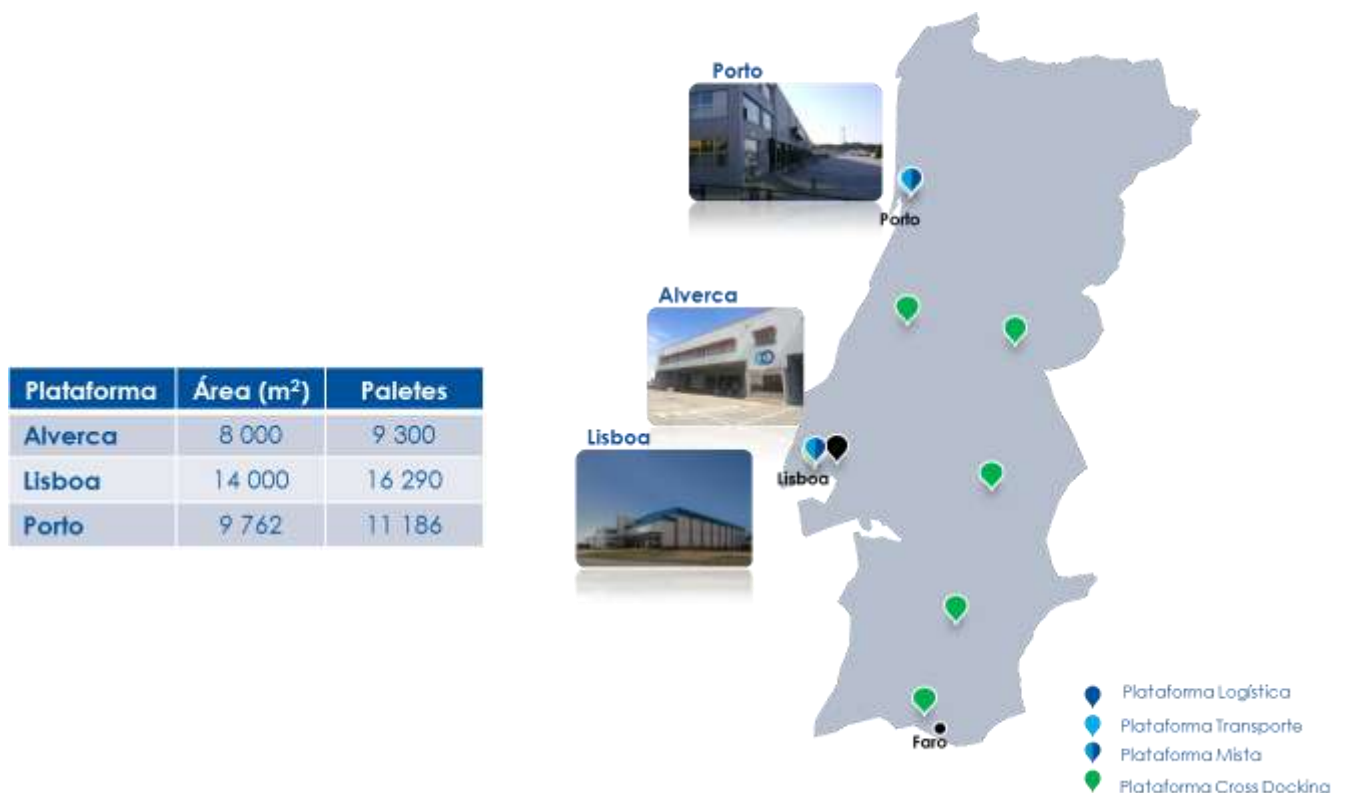 Porto
Porto
Alverca
Lisboa
Lisboa
Plataforma Área (m²) Paletes
Alverca 8 000 9 300
Lisboa 14 000 16 290
Porto 9 762 11 186
Faro
Plataforma Logística
Plataforma Transporte
Plataforma Mista
Plataforma Cross Docking